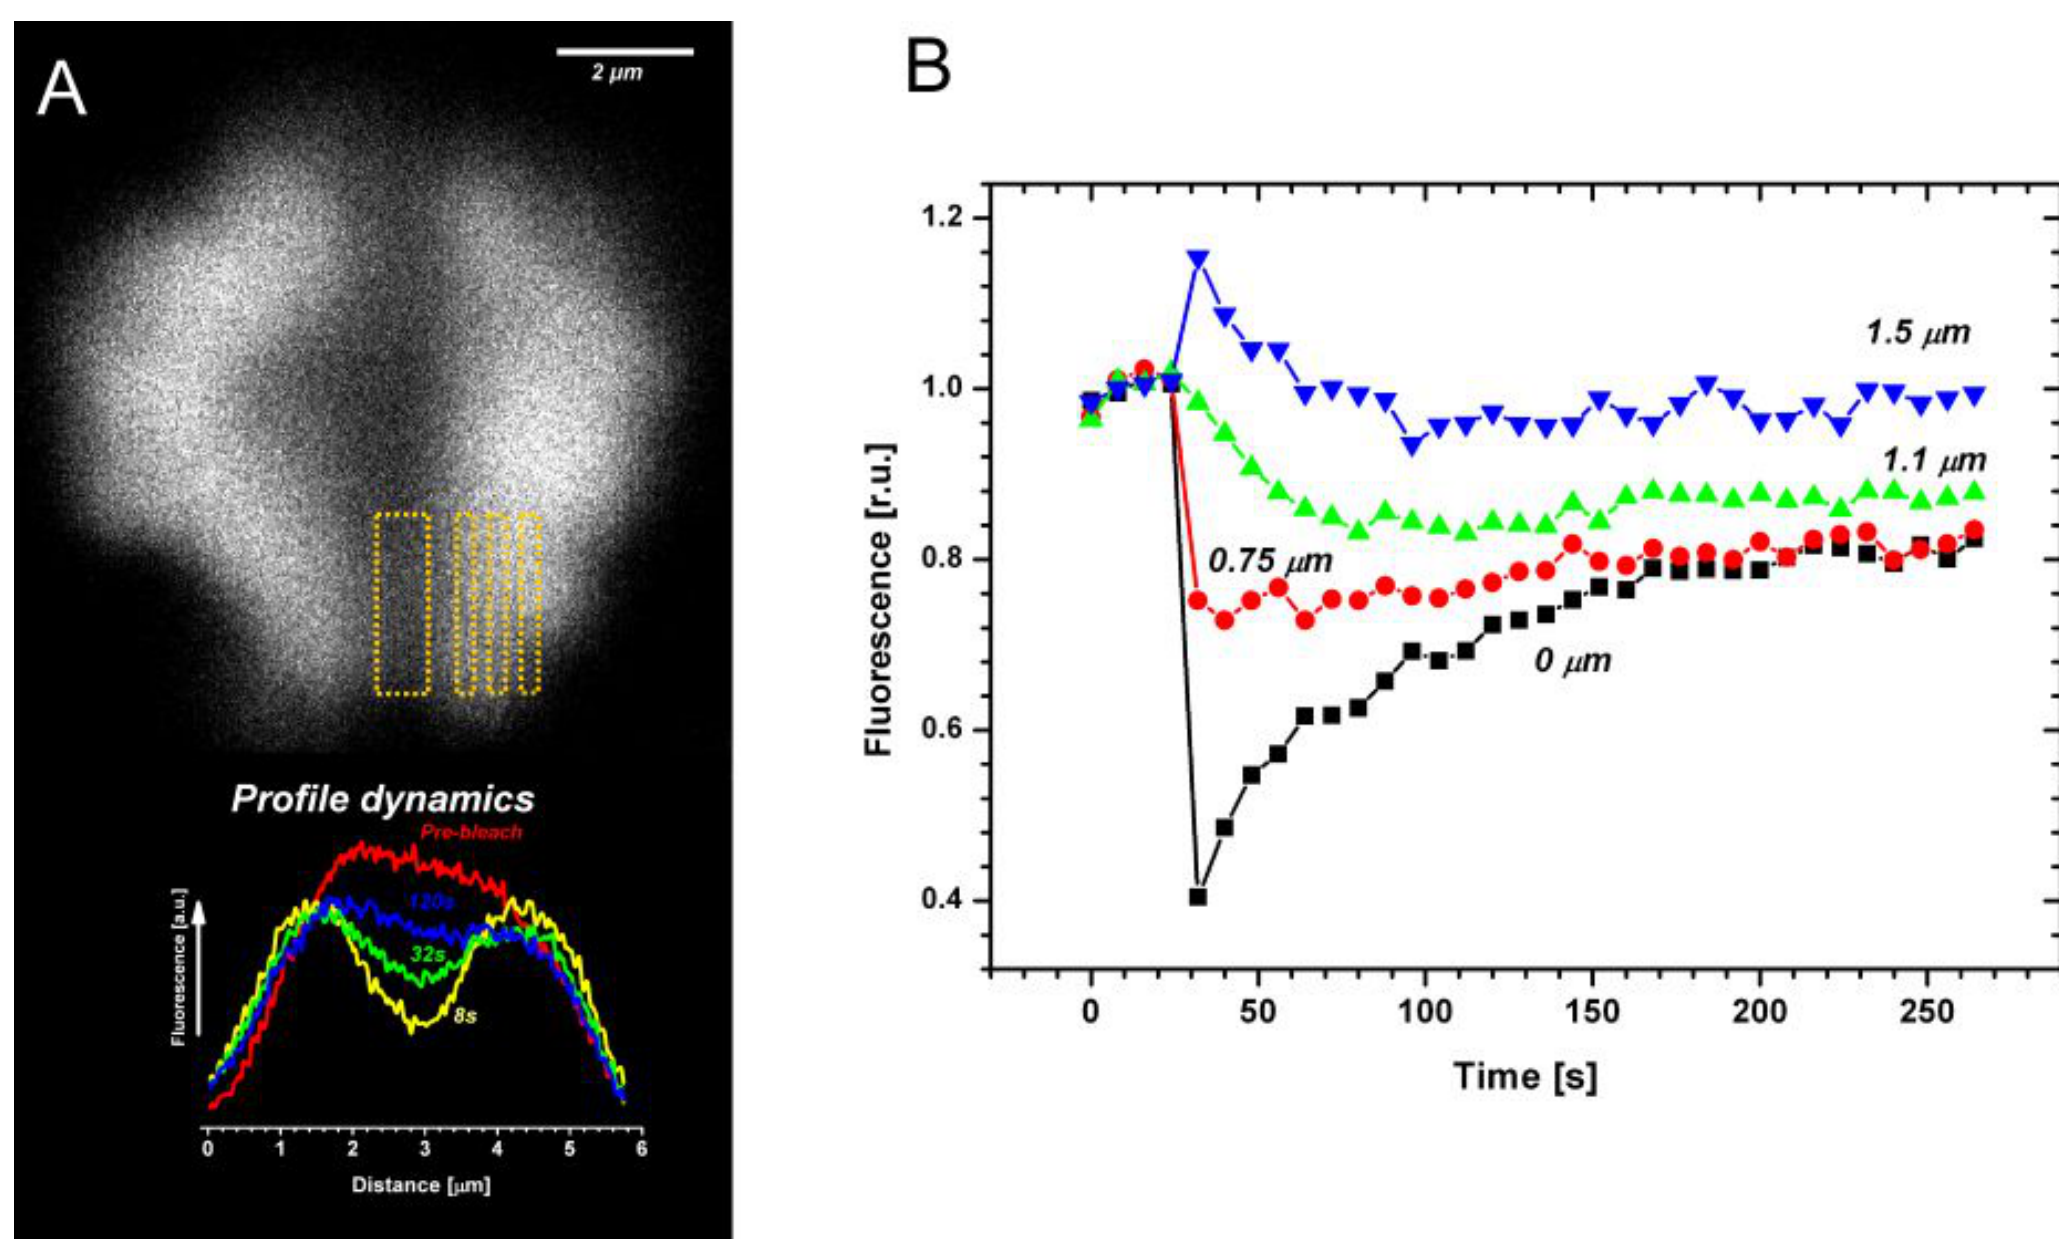 A
2 μm
Profile dynamics
Pre-bleach
120s
32s
8s
Fluorescence [a.u.]
0 1 2 3 4 5 6
Distance [μm]
B
1.2
1.0
0.8
0.6
0.4
Fluorescence [r.u.]
1.5 μm
1.1 μm
0.75 μm
0 μm
0 50 100 150 200 250
Time [s]